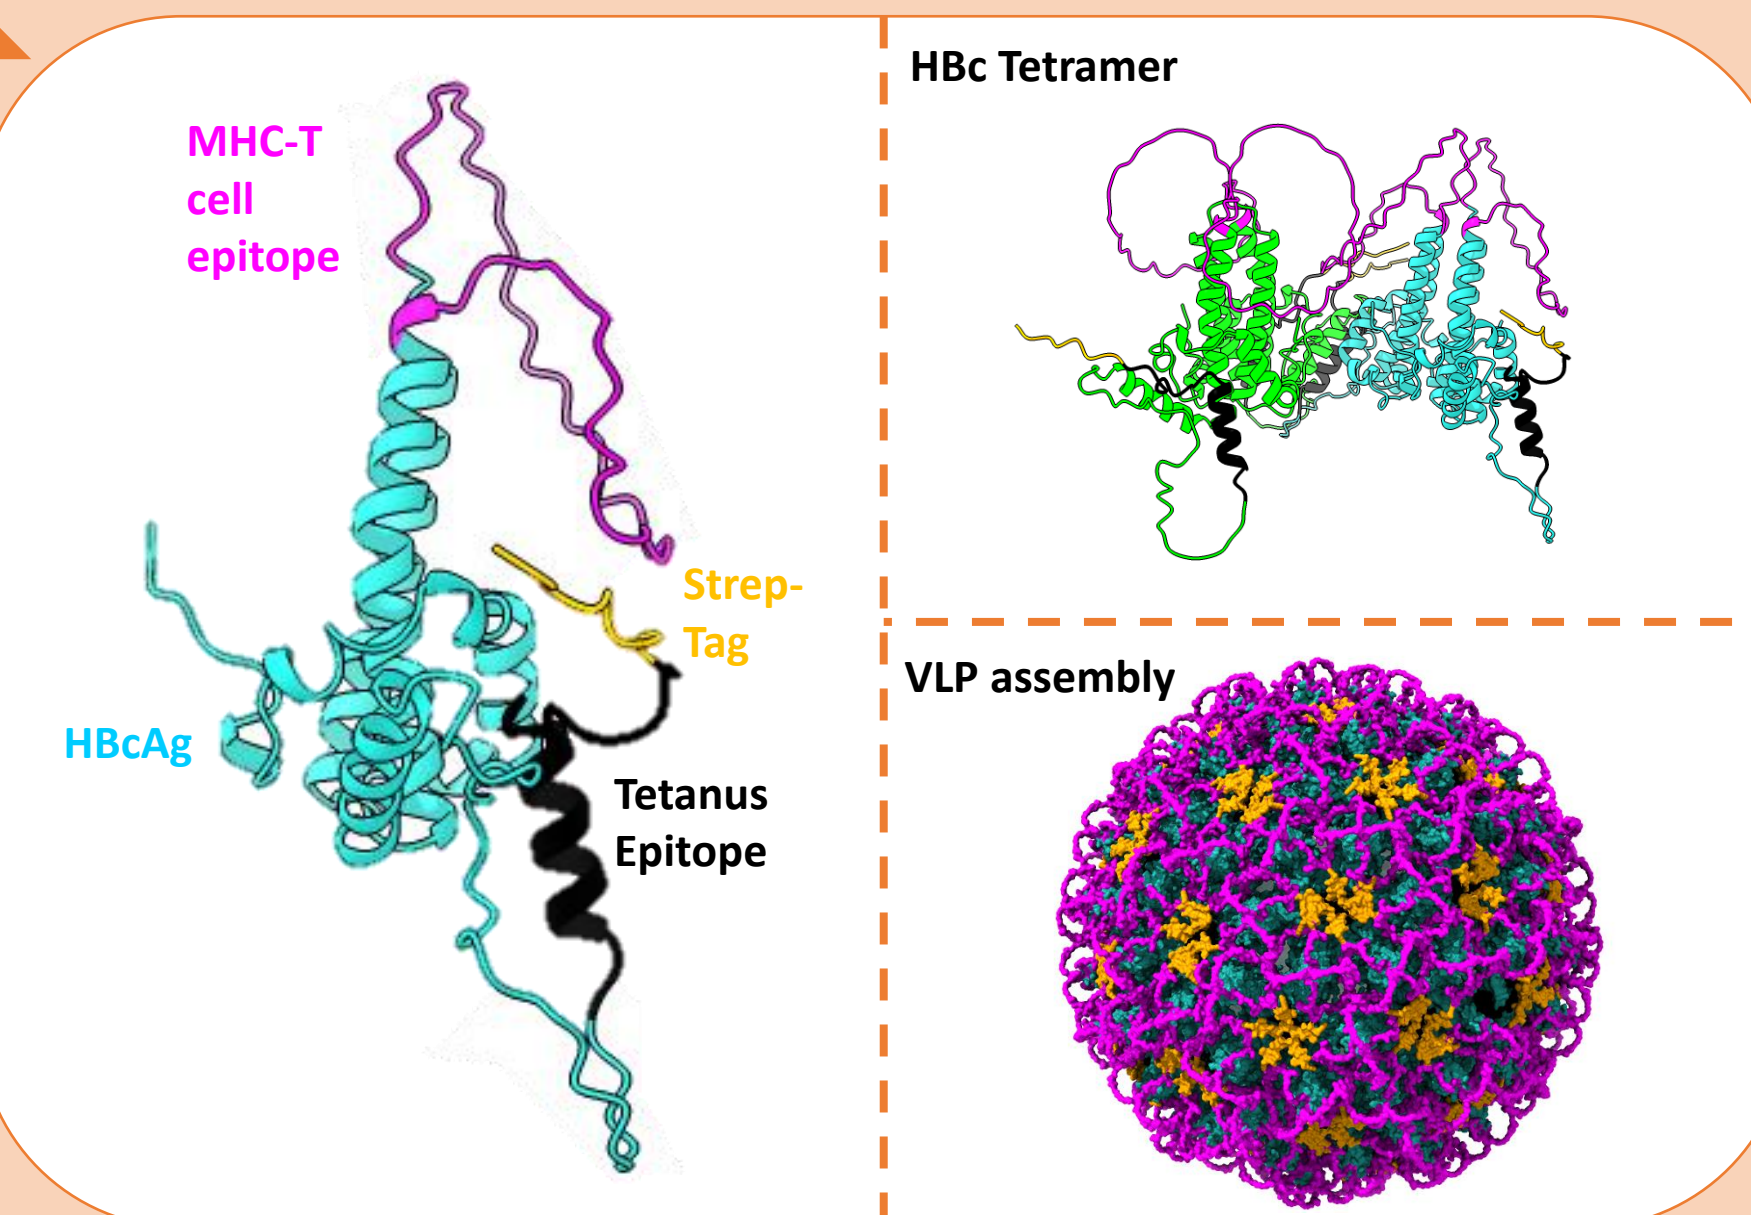 MHC-T
cell
epitope
Strep-
Tag
HBcAg
Tetanus
Epitope
HBc Tetramer
VLP assembly